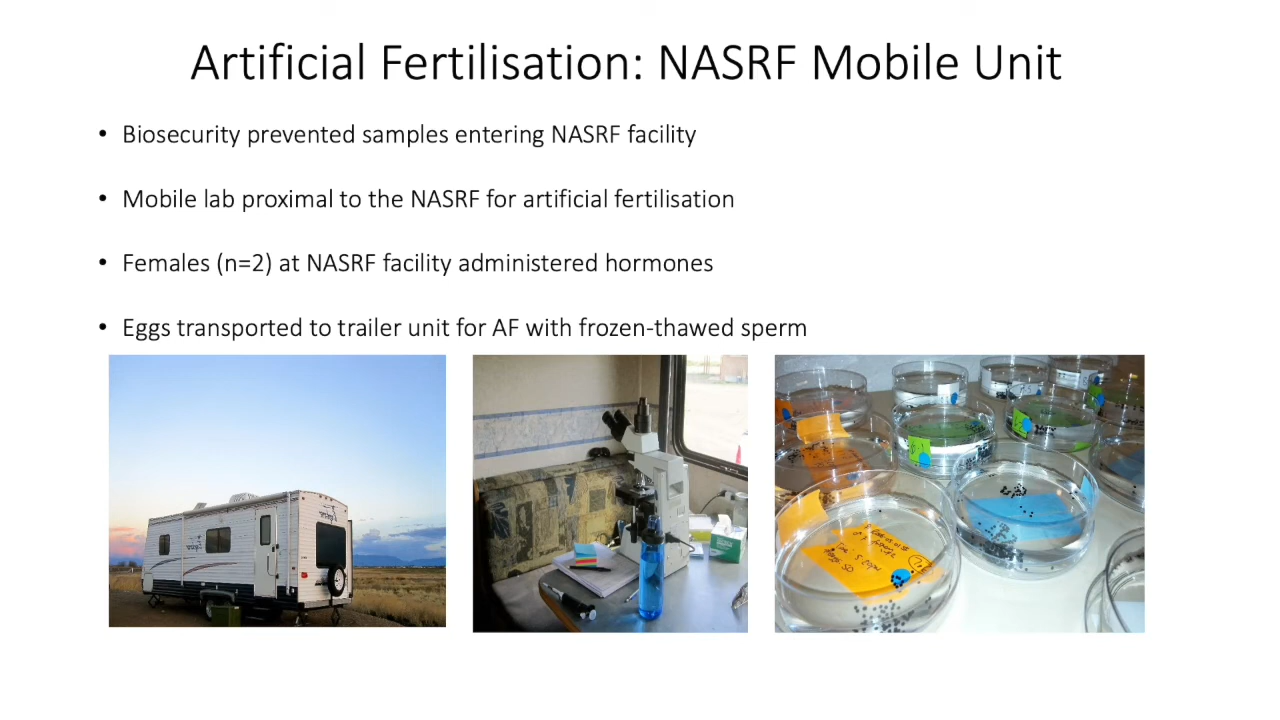 Artificial Fertilisation: NASRF Mobile Unit
• Biosecurity prevented samples entering NASRF facility
• Mobile lab proximal to the NASRF for artificial fertilisation
• Females (n=2) at NASRF facility administered hormones
• Eggs transported to trailer unit for AF with frozen-thawed sperm